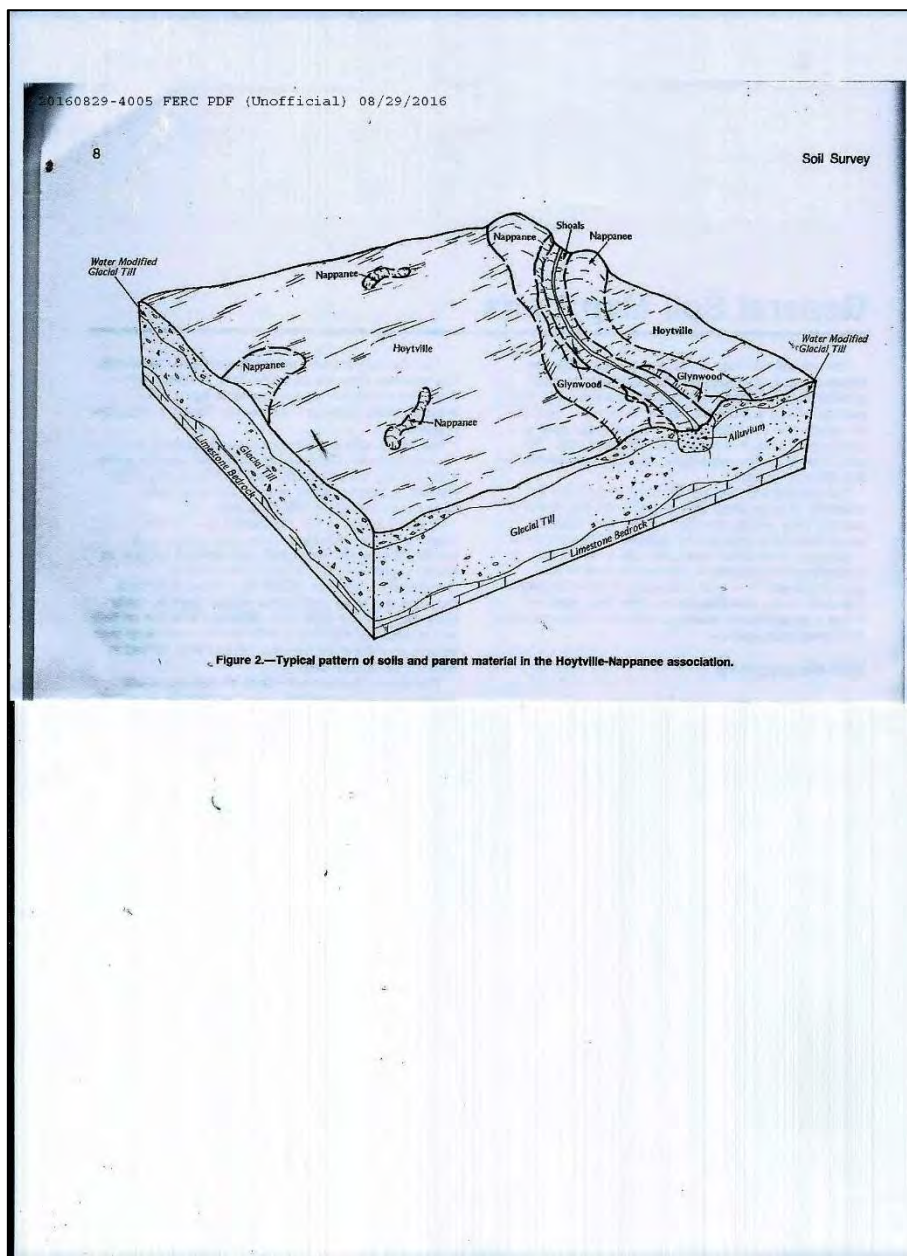 20160829-4005 FERC PDF (Unofficial) 08/29/2016
8
Soil Survey
Shoals
Nappanee
Nappanee
Water Modified
Glacial Till
Nappanee
Hoytville
Water Modified
Glacial Till
Hoytville
Nappanee
Glynwood
Glynwood
Nappanee
Alluvium
Glacial Till
Limestone Bedrock
Glacial Till
Limestone Bedrock
Figure 2.—Typical pattern of soils and parent material in the Hoytville-Nappanee association.